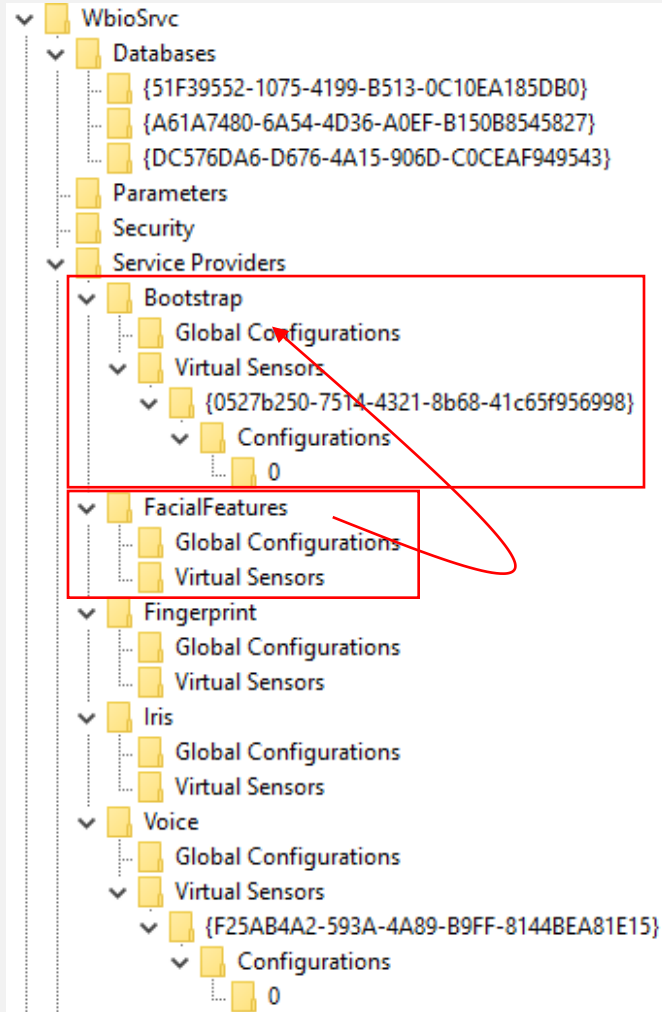 WbioSrvc
Databases
{51F39552-1075-4199-B513-0C10EA185DB0}
{A61A7480-6A54-4D36-A0EF-B150B8545827}
{DC576DA6-D676-4A15-906D-C0CEAF949543}
Parameters
Security
Service Providers
Bootstrap
Global Configurations
Virtual Sensors
{0527b250-7514-4321-8b68-41c65f956998}
Configurations
0
FacialFeatures
Global Configurations
Virtual Sensors
Fingerprint
Global Configurations
Virtual Sensors
Iris
Global Configurations
Virtual Sensors
Voice
Global Configurations
Virtual Sensors
{F25AB4A2-593A-4A89-B9FF-8144BEA81E15}
Configurations
0